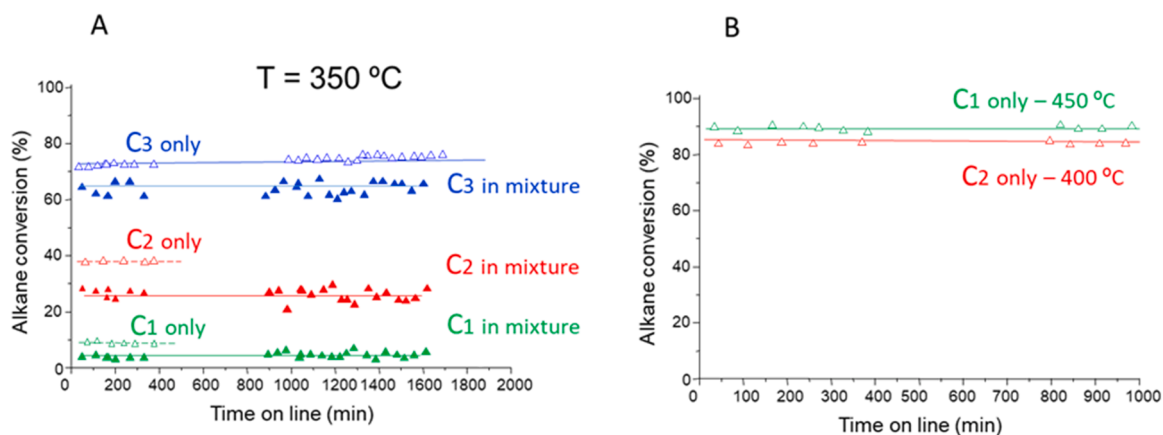 A
T = 350 ºC
Alkane conversion (%)
100
80
60
40
20
0
C3 only
C3 in mixture
C2 only
C2 in mixture
C1 only
C1 in mixture
0 200 400 600 800 1000 1200 1400 1600 1800 2000
Time on line (min)
B
Alkane conversion (%)
100
80
60
40
20
0
C1 only – 450 ºC
C2 only – 400 ºC
0 100 200 300 400 500 600 700 800 900 1000
Time on line (min)